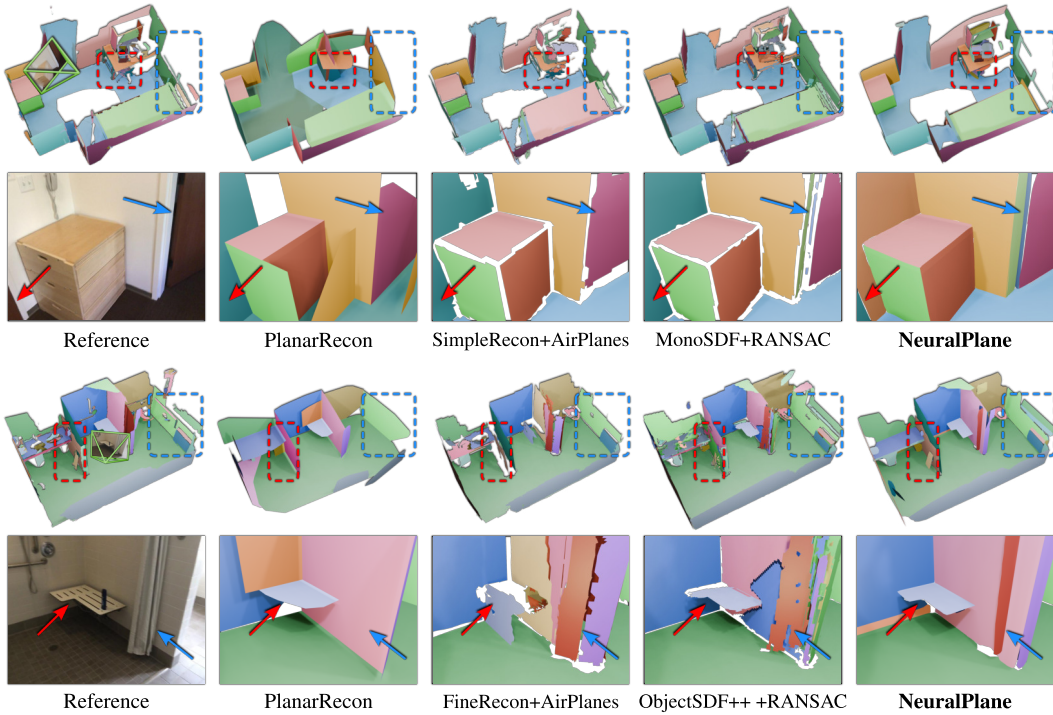 Reference PlanarRecon SimpleRecon+AirPlanes MonoSDF+RANSAC NeuralPlane
Reference PlanarRecon FineRecon+AirPlanes ObjectSDF++ +RANSAC NeuralPlane